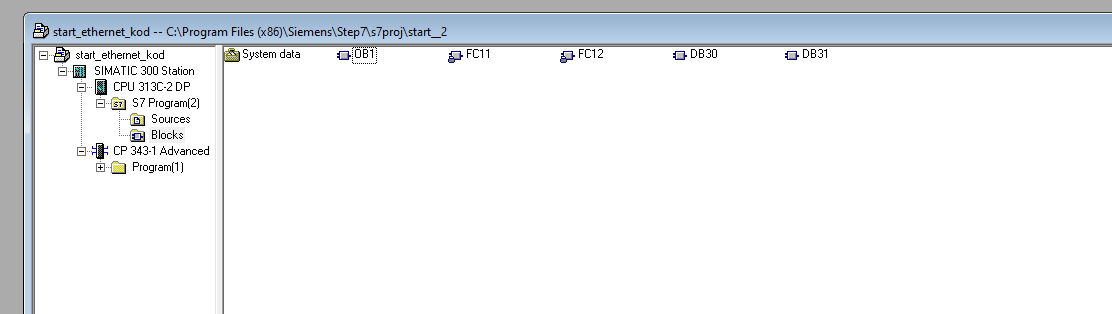 start_ethernet_kod -- C:\Program Files (x86)\Siemens\Step7\s7proj\start__2
start_ethernet_kod
SIMATIC 300 Station
CPU 313C-2 DP
S7 Program(2)
Sources
Blocks
CP 343-1 Advanced
Program(1)
System data OB1 FC11 FC12 DB30 DB31